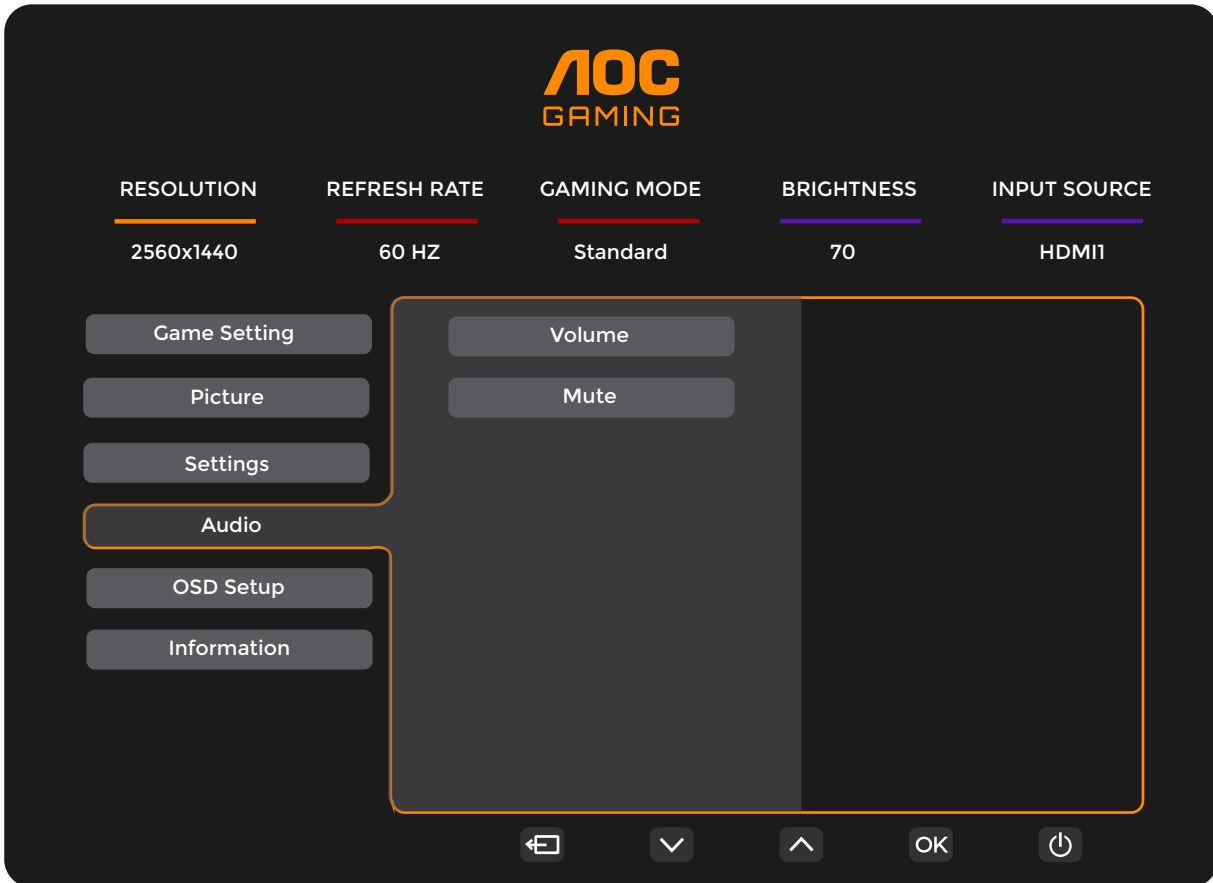 AOC
GAMING
RESOLUTION REFRESH RATE GAMING MODE BRIGHTNESS INPUT SOURCE
2560x1440 60 HZ Standard 70 HDMI1
Game Setting
Volume
Picture
Mute
Settings
Audio
OSD Setup
Information
OK